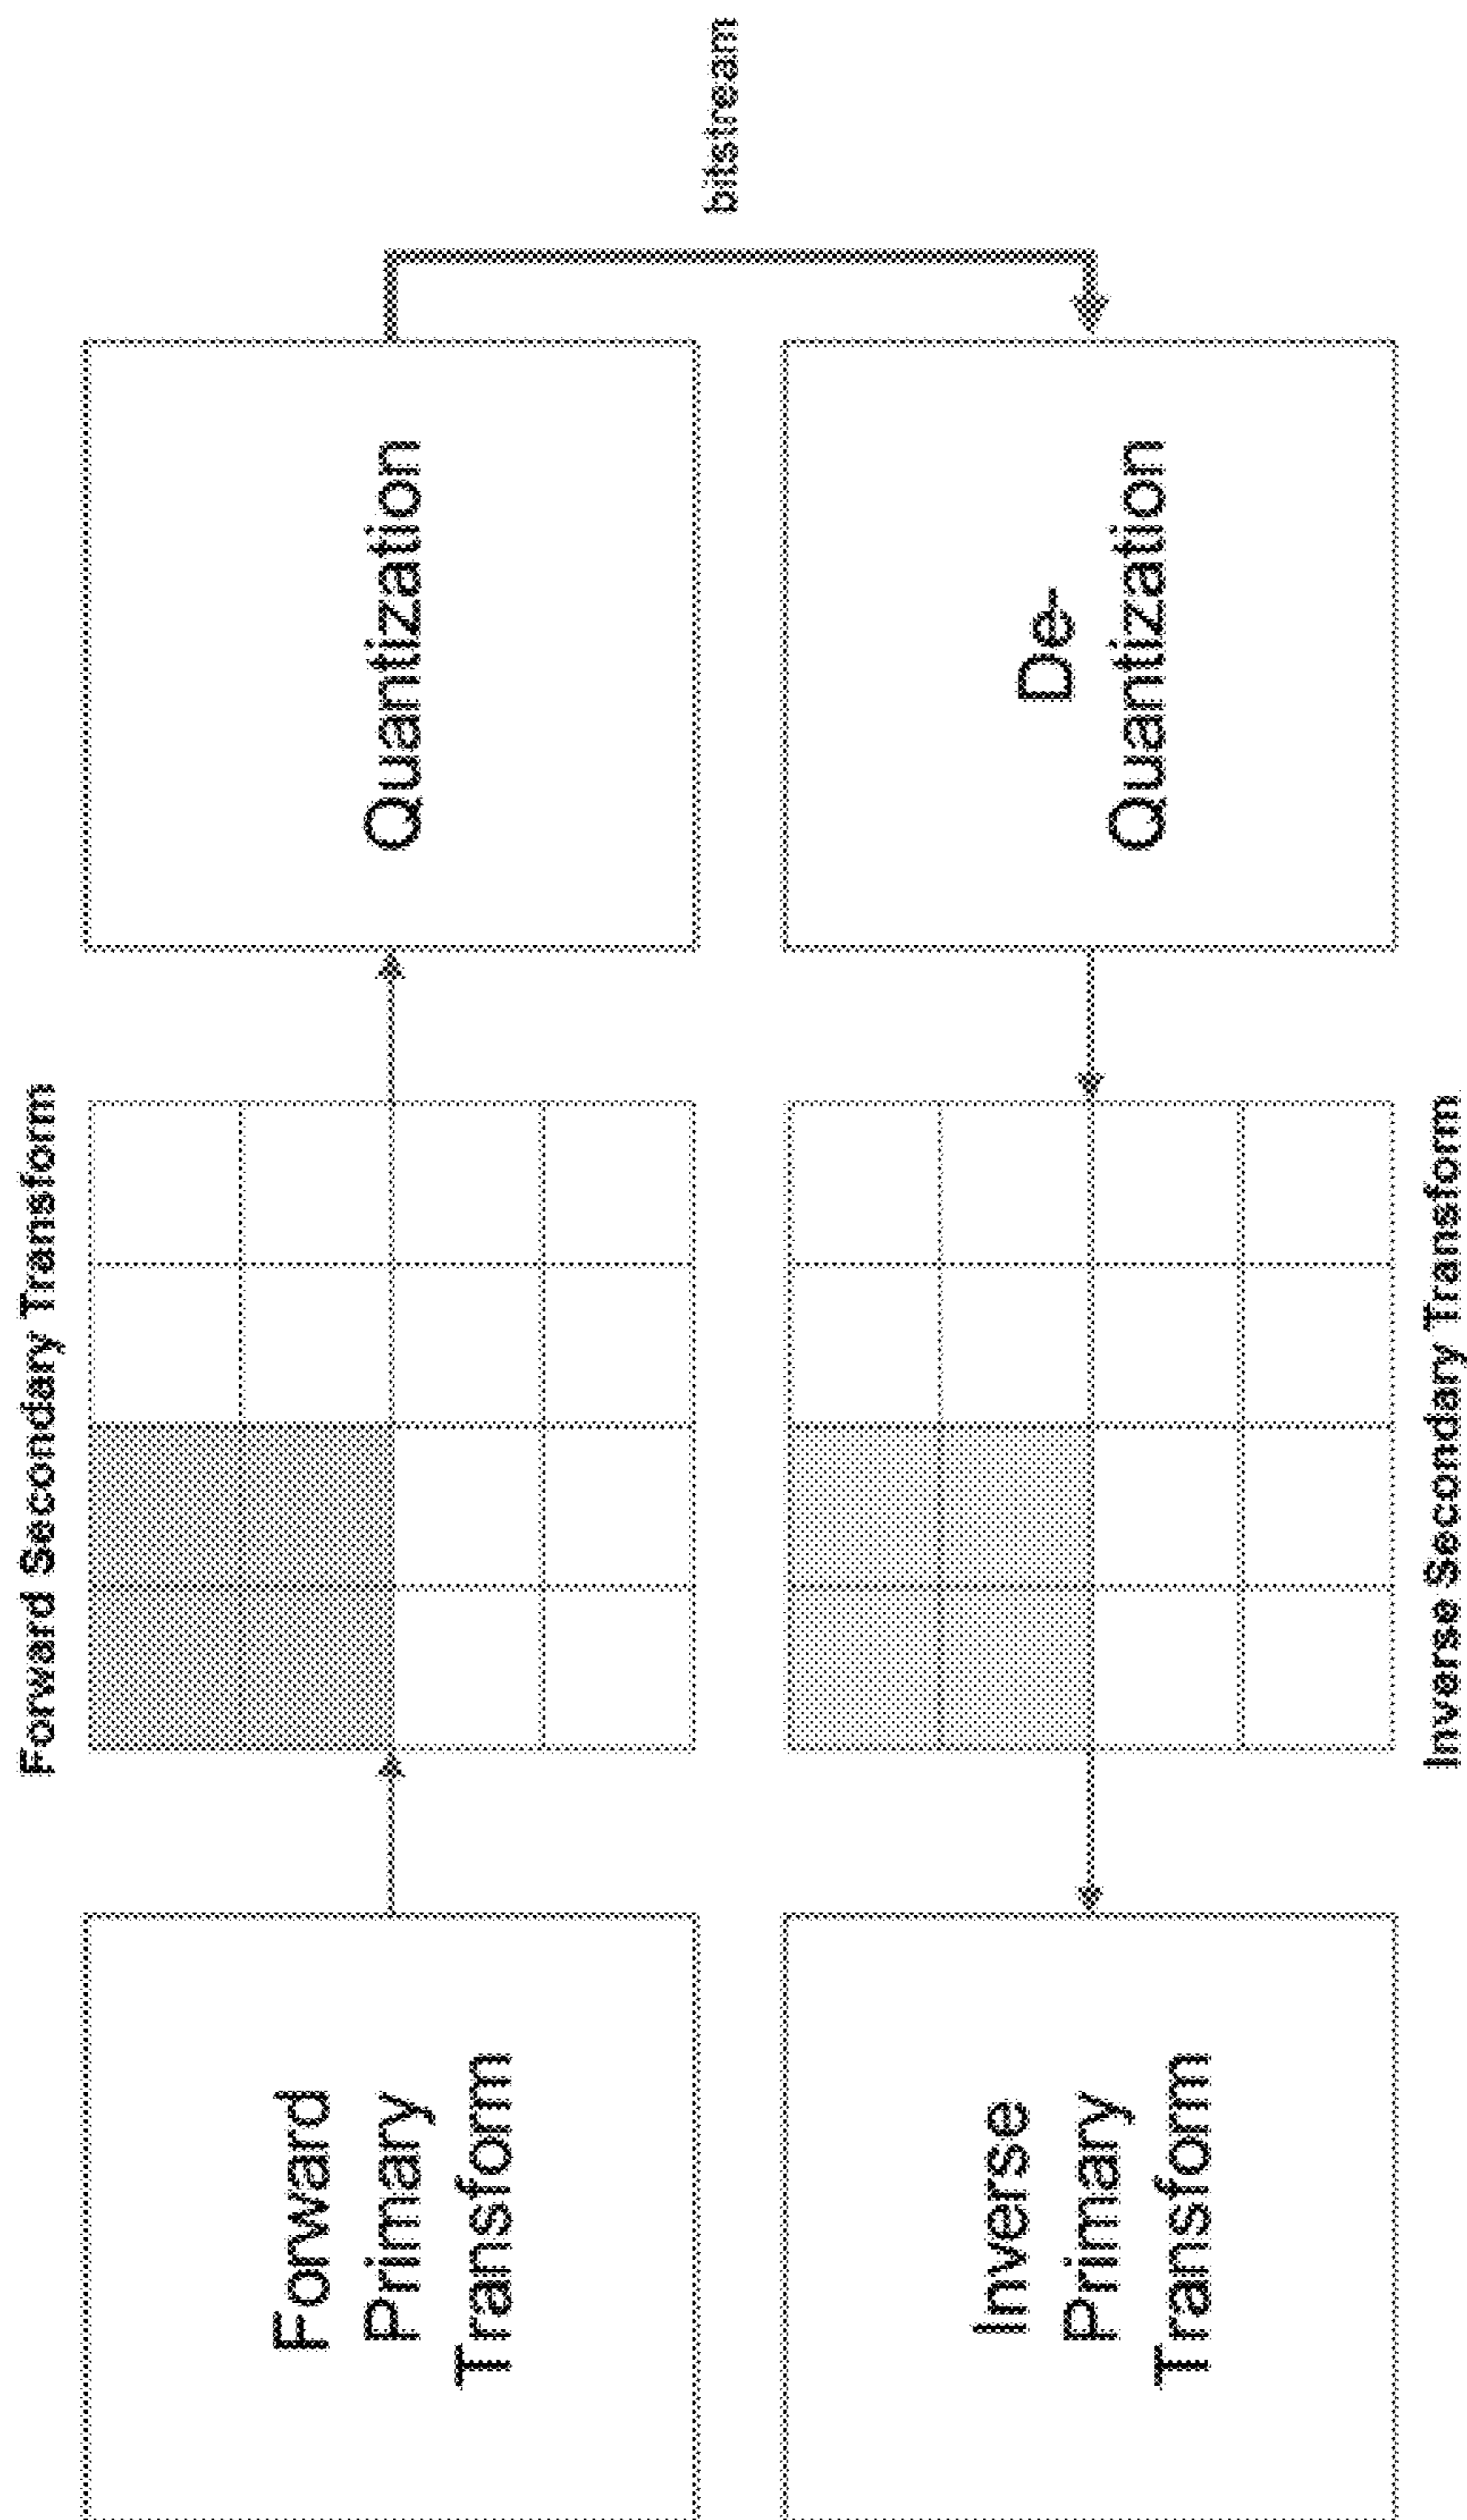 Forward Secondary Transform
Forward
Primary
Transform
Quantization
bitstream
Inverse
Primary
Transform
De-
Quantization
Inverse Secondary Transform